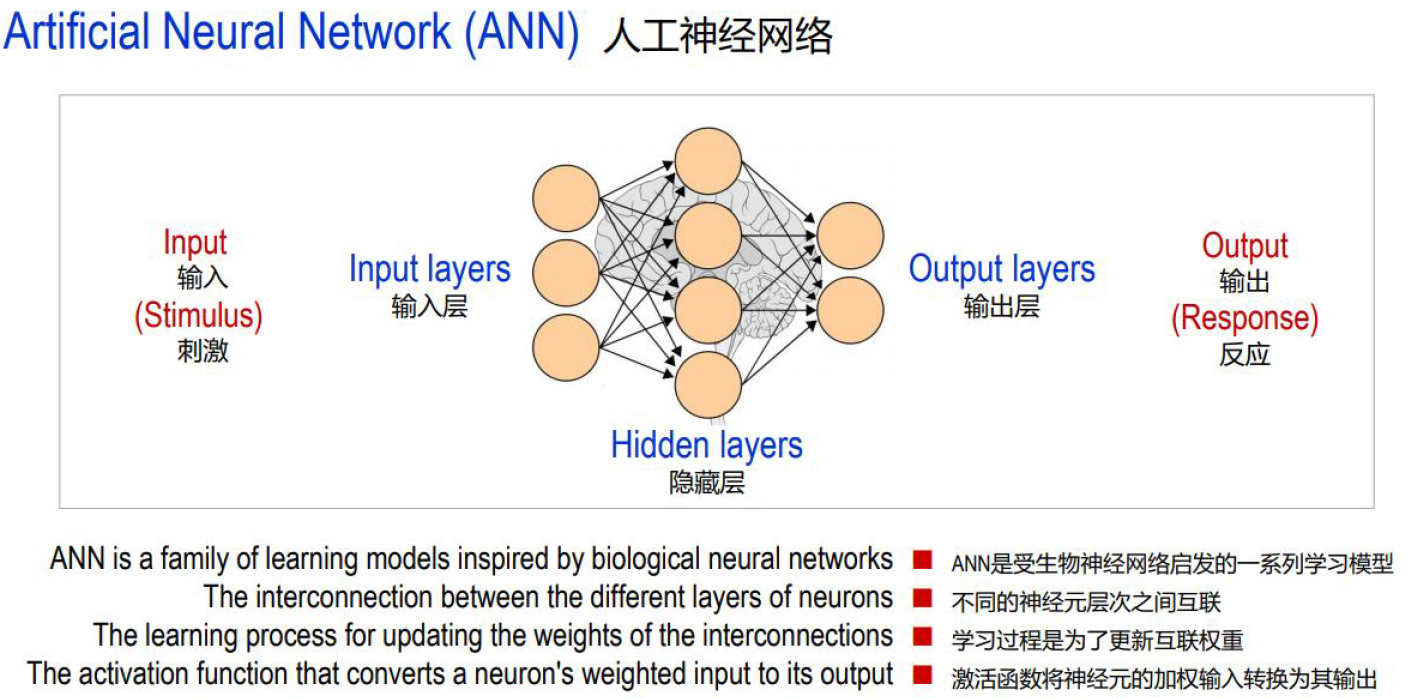 Artificial Neural Network (ANN) 人工神经网络
Input
输入
(Stimulus)
刺激
Input layers
输入层
Hidden layers
隐藏层
Output layers
输出层
Output
输出
(Response)
反应
ANN is a family of learning models inspired by biological neural networks ■ ANN是受生物神经网络启发的一系列学习模型
The interconnection between the different layers of neurons ■ 不同的神经元层次之间互联
The learning process for updating the weights of the interconnections ■ 学习过程是为了更新互联权重
The activation function that converts a neuron's weighted input to its output ■ 激活函数将神经元的加权输入转换为其输出